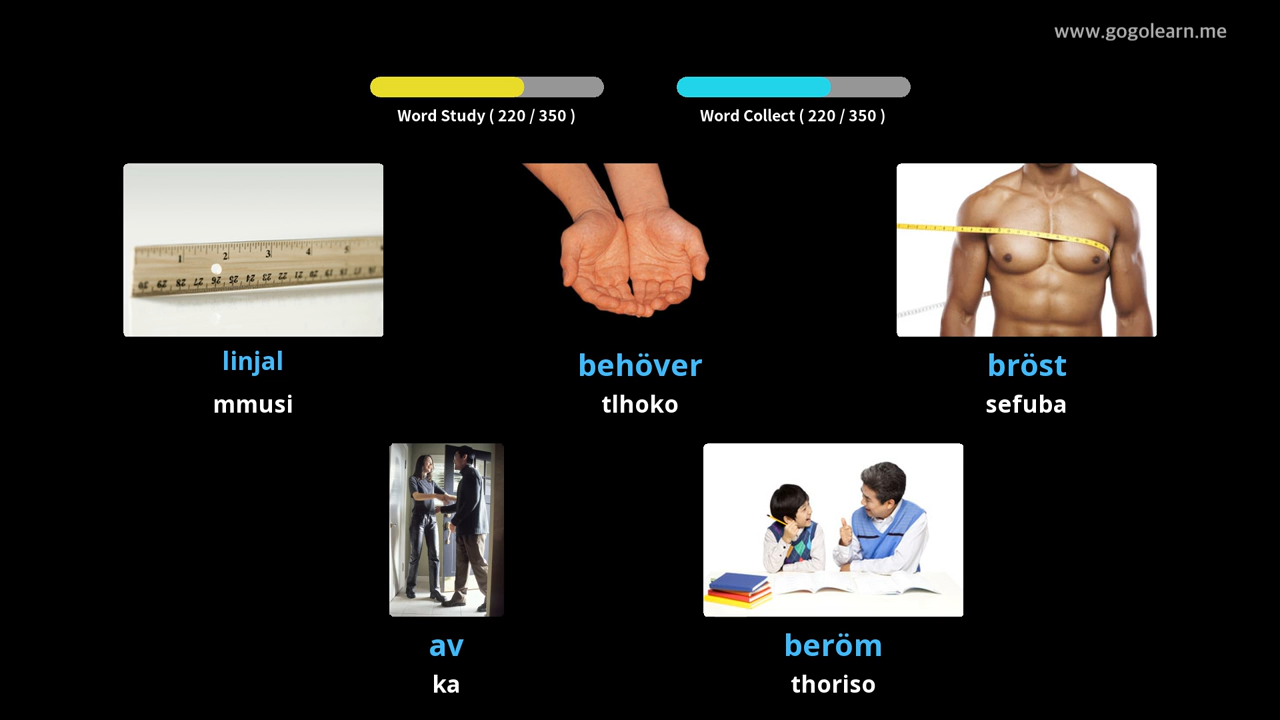 www.gogolearn.me
Word Study ( 220 / 350 )
Word Collect ( 220 / 350 )
linjal
mmusi
behöver
tlhoko
bröst
sefuba
av
ka
beröm
thoriso